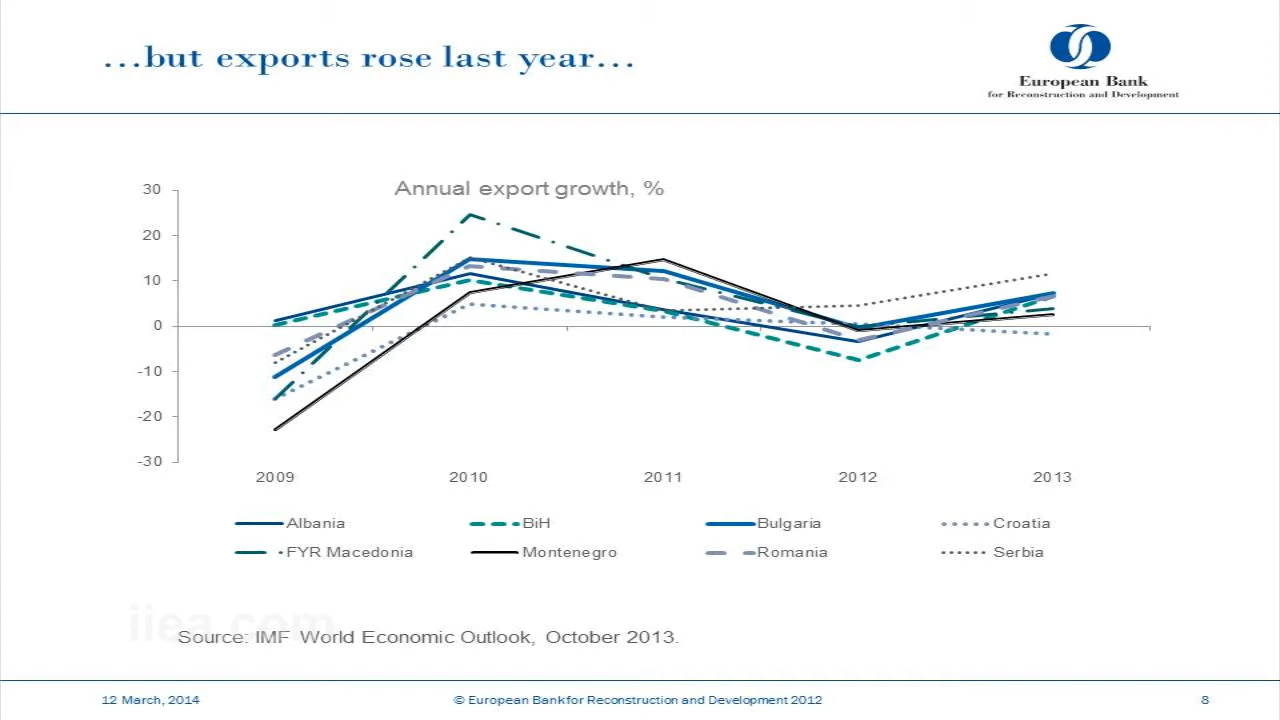 ...but exports rose last year...
European Bank
for Reconstruction and Development
Annual export growth, %
30
20
10
0
-10
-20
-30
2009 2010 2011 2012 2013
Albania BiH Bulgaria Croatia
FYR Macedonia Montenegro Romania Serbia
iiea.com
Source: IMF World Economic Outlook, October 2013.
12 March, 2014 © European Bank for Reconstruction and Development 2012 8